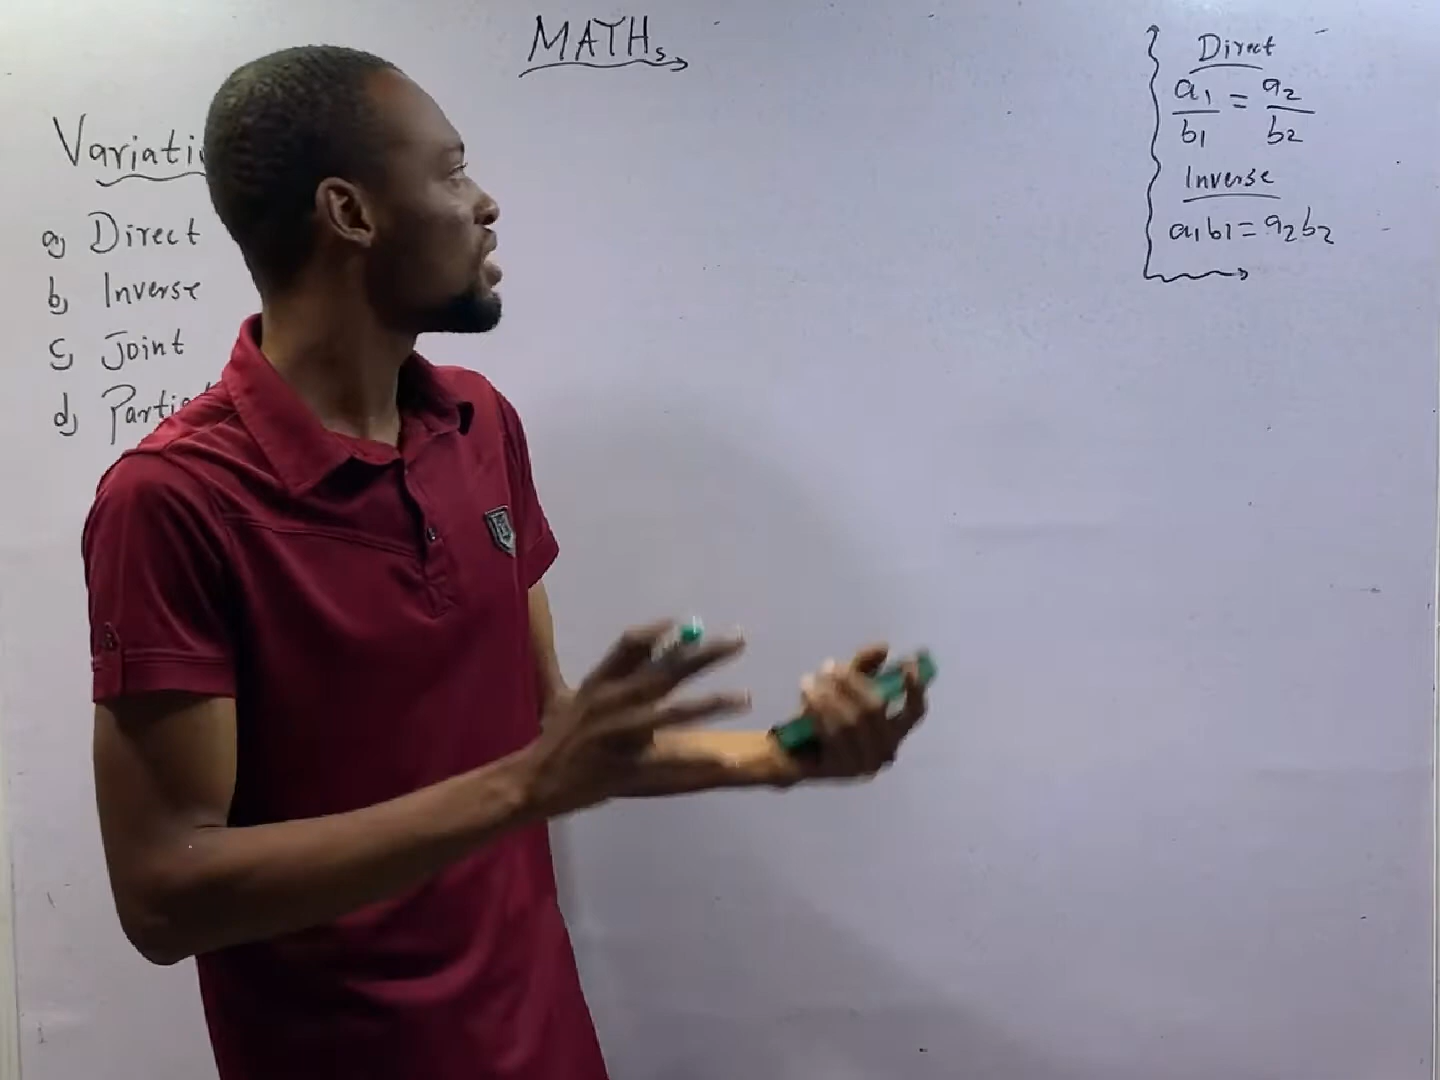 MATHs
Variati
a) Direct
b) Inverse
c) Joint
d) Partia
Direct
a1/b1 = a2/b2
Inverse
a1b1 = a2b2